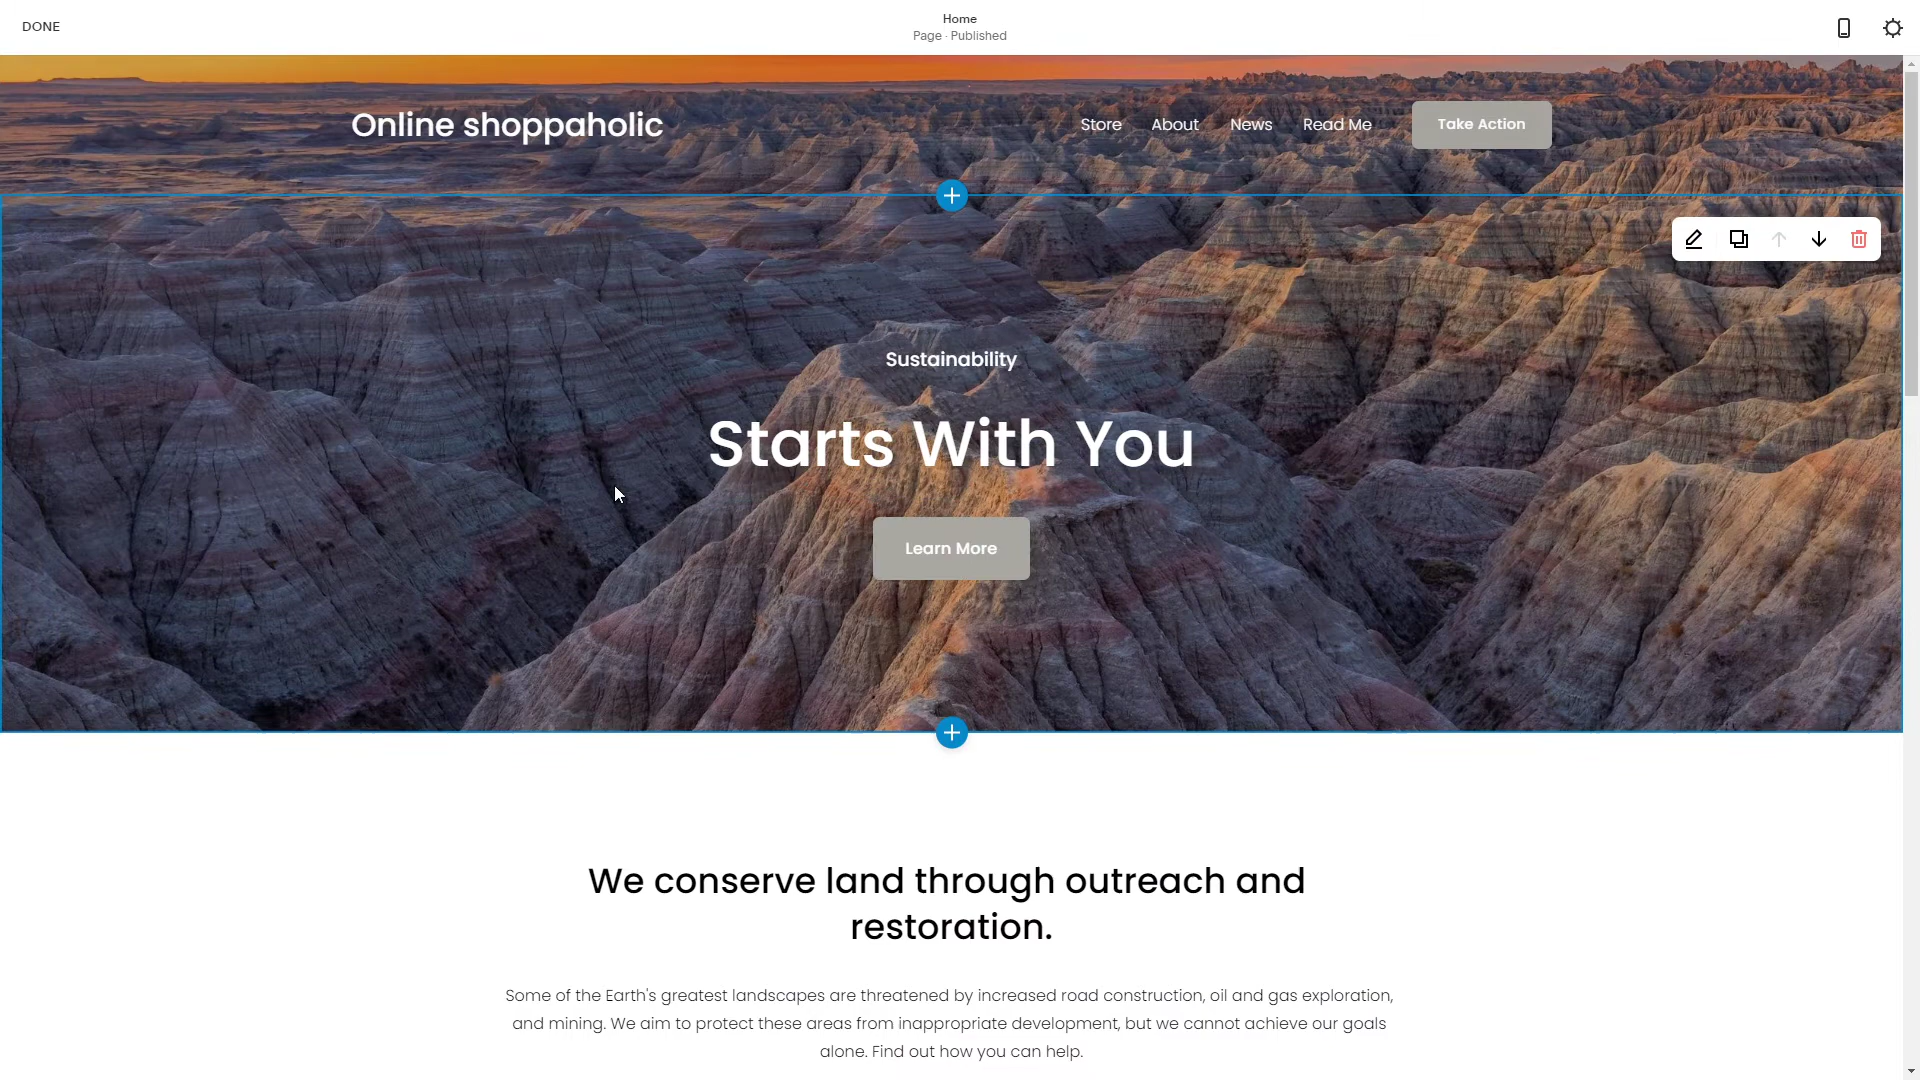 DONE
Home
Page · Published
Online shoppaholic
Store
About
News
Read Me
Take Action
Sustainability
Starts With You
Learn More
We conserve land through outreach and
restoration.
Some of the Earth's greatest landscapes are threatened by increased road construction, oil and gas exploration,
and mining. We aim to protect these areas from inappropriate development, but we cannot achieve our goals
alone. Find out how you can help.